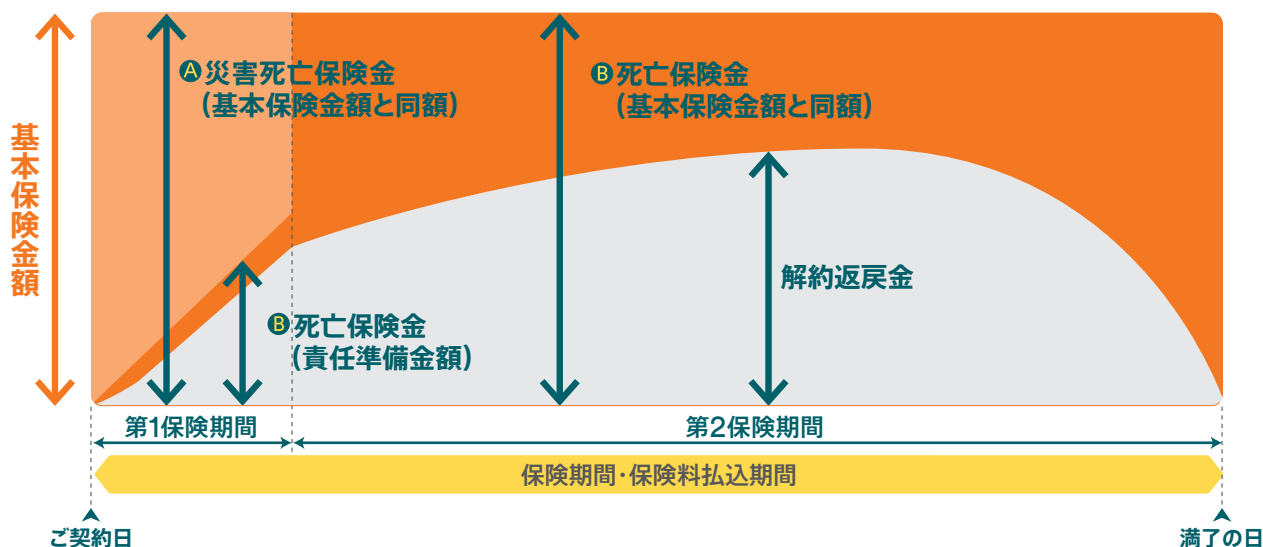 基本保険金額
A災害死亡保険金
(基本保険金額と同額)
B死亡保険金
(基本保険金額と同額)
解約返戻金
B死亡保険金
(責任準備金額)
第1保険期間
第2保険期間
保険期間・保険料払込期間
ご契約日
満了の日